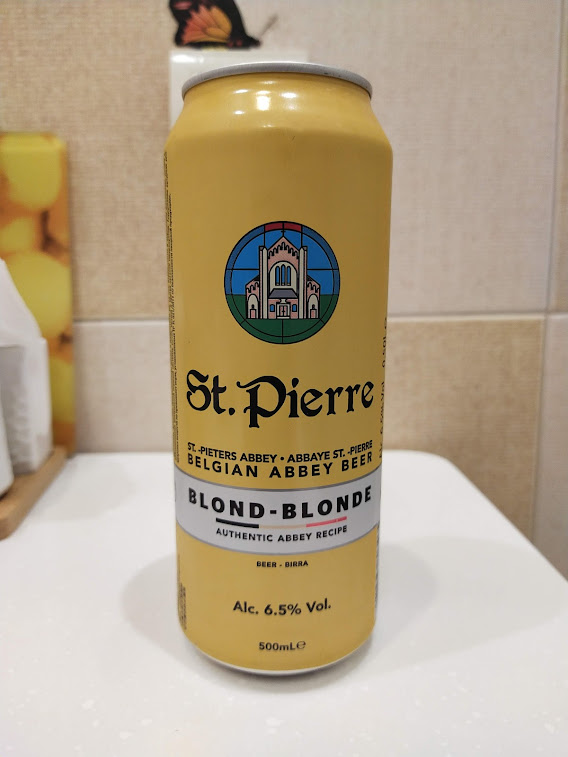 St. Pierre
ST. -PIETERS ABBEY • ABBAYE ST. -PIERRE
BELGIAN ABBEY BEER
BLOND-BLONDE
AUTHENTIC ABBEY RECIPE
BEER - BIRRA
Alc. 6.5% Vol.
500mL℮